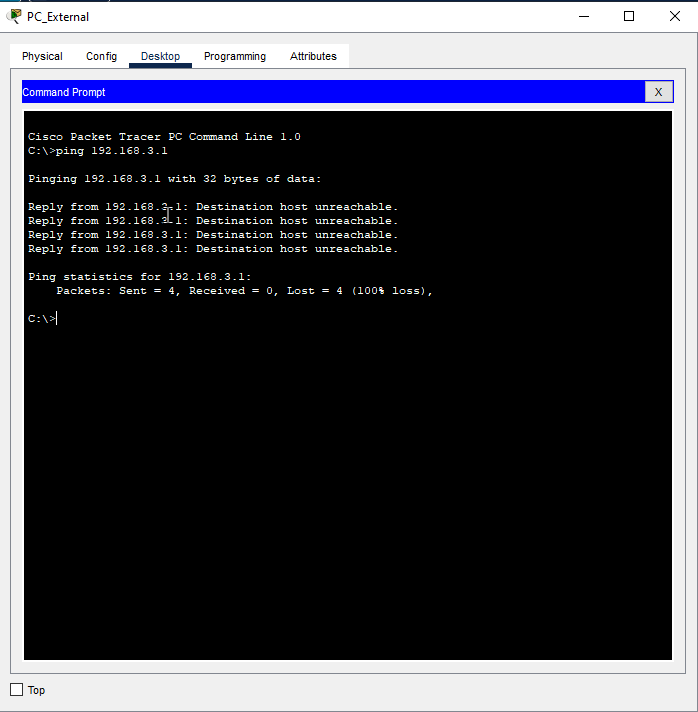 PC_External
Physical Config Desktop Programming Attributes
Command Prompt
X
Cisco Packet Tracer PC Command Line 1.0
C:\>ping 192.168.3.1
Pinging 192.168.3.1 with 32 bytes of data:
Reply from 192.168.3.1: Destination host unreachable.
Reply from 192.168.3.1: Destination host unreachable.
Reply from 192.168.3.1: Destination host unreachable.
Reply from 192.168.3.1: Destination host unreachable.
Ping statistics for 192.168.3.1:
Packets: Sent = 4, Received = 0, Lost = 4 (100% loss),
C:\>
Top